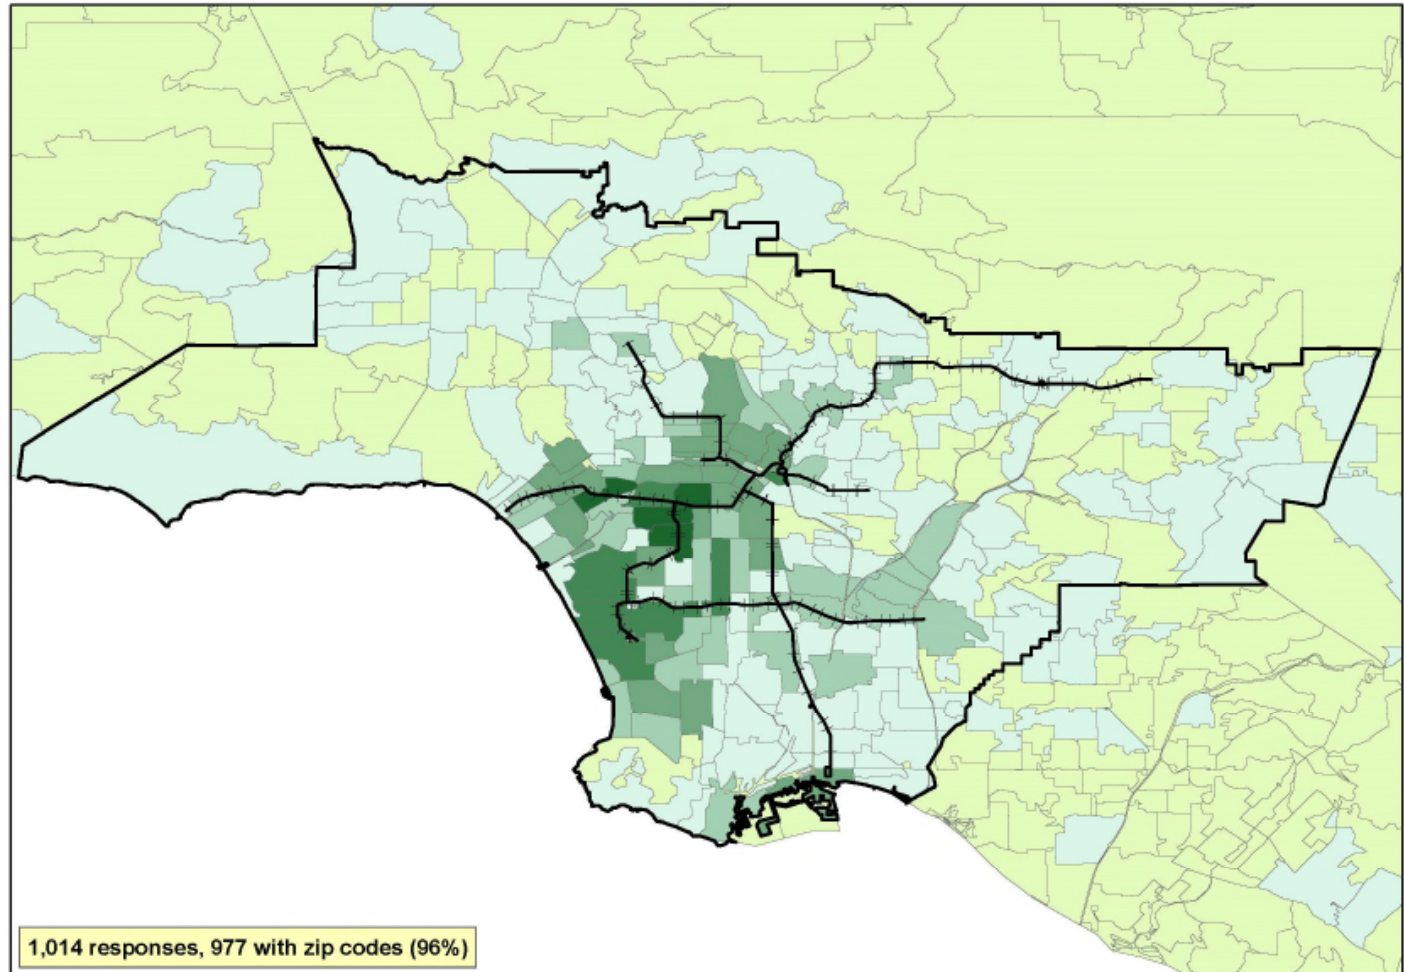 1,014 responses, 977 with zip codes (96%)